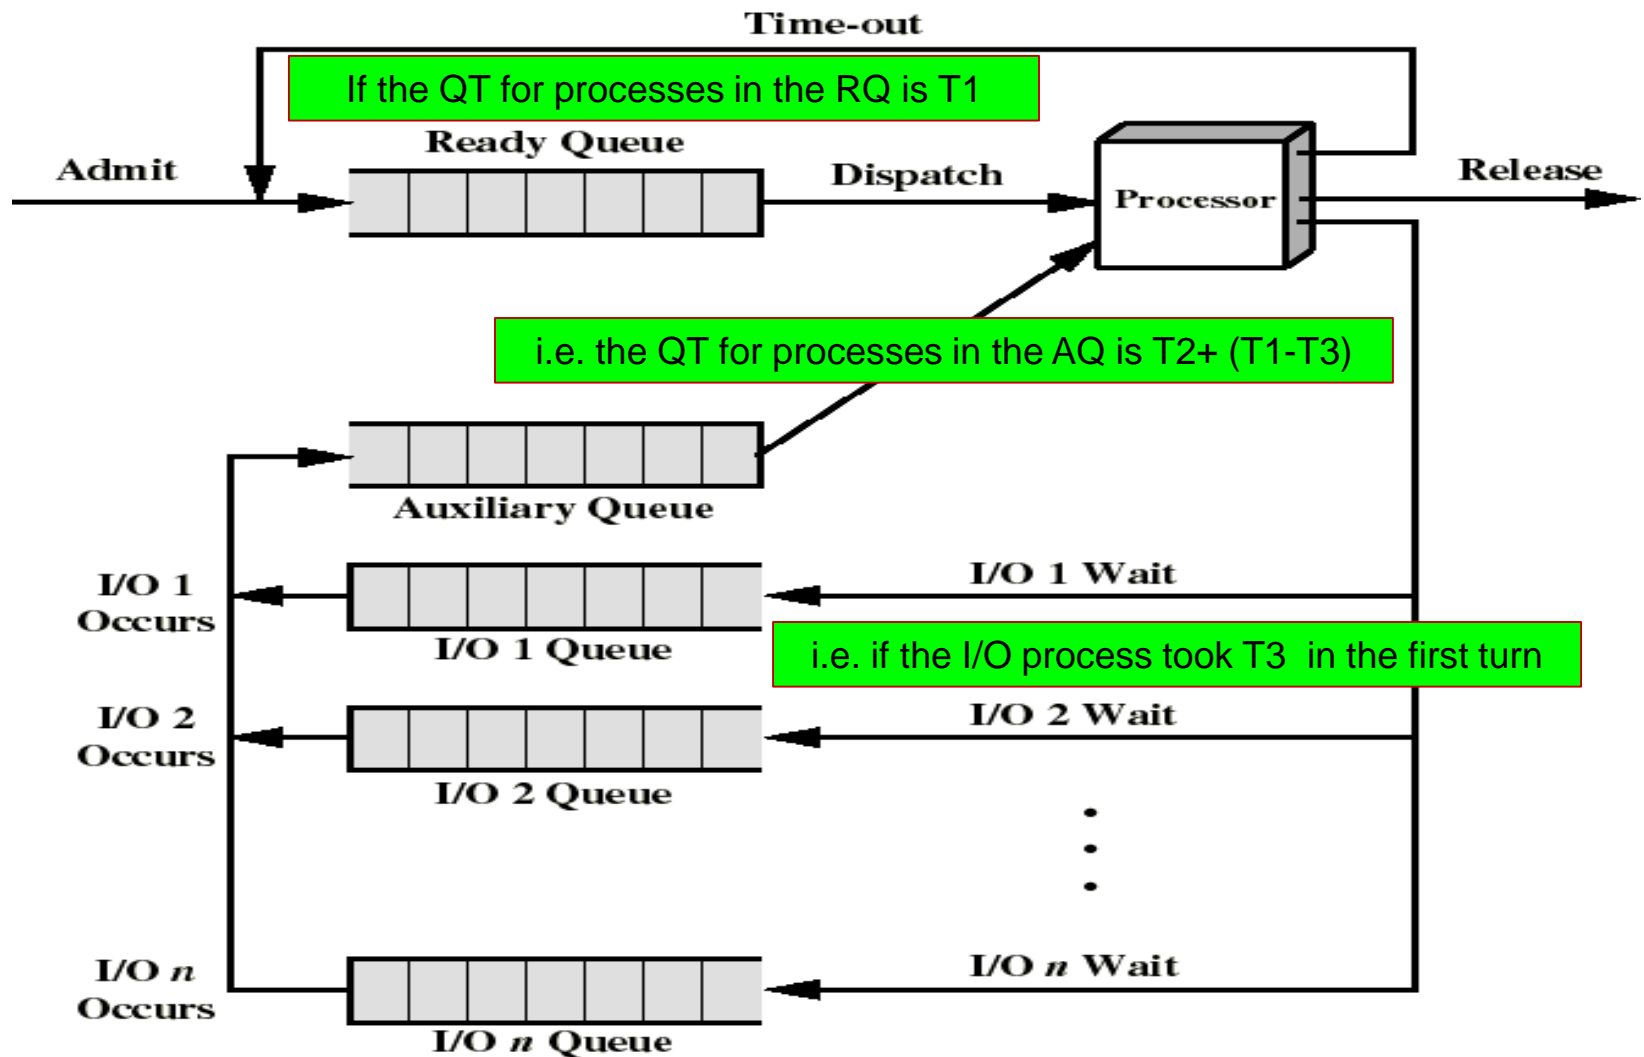 Time-out
If the QT for processes in the RQ is T1
Ready Queue
Admit
Dispatch
Processor
Release
i.e. the QT for processes in the AQ is T2+ (T1-T3)
Auxiliary Queue
I/O 1
Occurs
I/O 1 Wait
I/O 1 Queue
i.e. if the I/O process took T3 in the first turn
I/O 2
Occurs
I/O 2 Wait
I/O 2 Queue
I/O n
Occurs
I/O n Wait
I/O n Queue